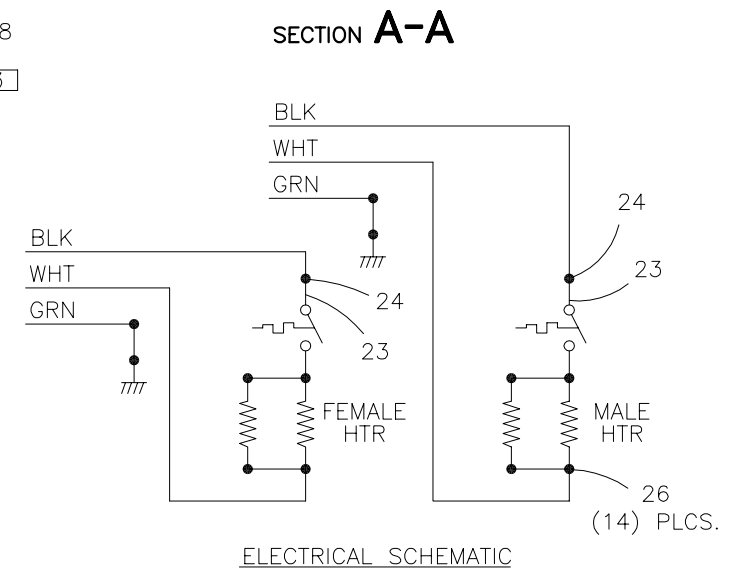 8
SECTION A-A
BLK
WHT
GRN
24
23
BLK
WHT
GRN
24
23
FEMALE
HTR
MALE
HTR
26
(14) PLCS.
ELECTRICAL SCHEMATIC